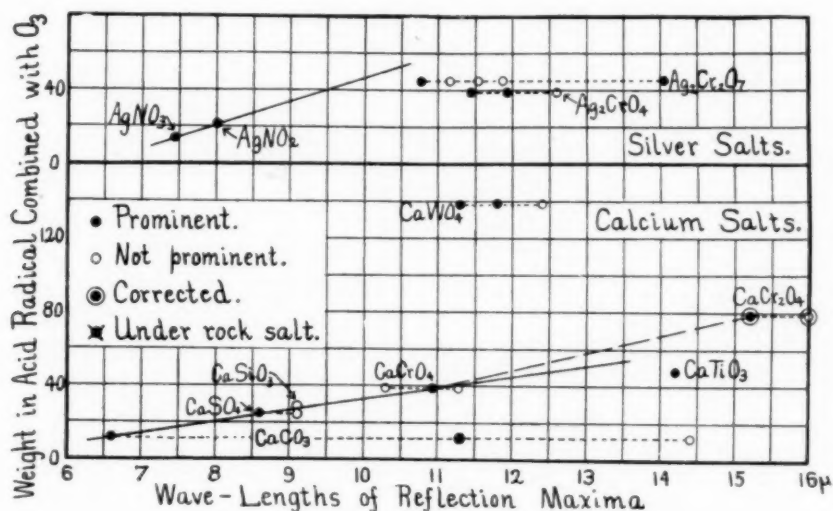 Weight in Acid Radical Combined with O3
40
0
AgNO3
AgNO2
Ag2Cr2O7
Ag2CrO4
Silver Salts.
CaWO4
Calcium Salts.
• Prominent.
○ Not prominent.
Corrected.
Under rock salt.
CaCr2O4
80
CaSiO3
CaCrO4
CaTiO3
40
CaSO4
CaCO3
0
6 7 8 9 10 11 12 13 14 15 16μ
Wave-Lengths of Reflection Maxima